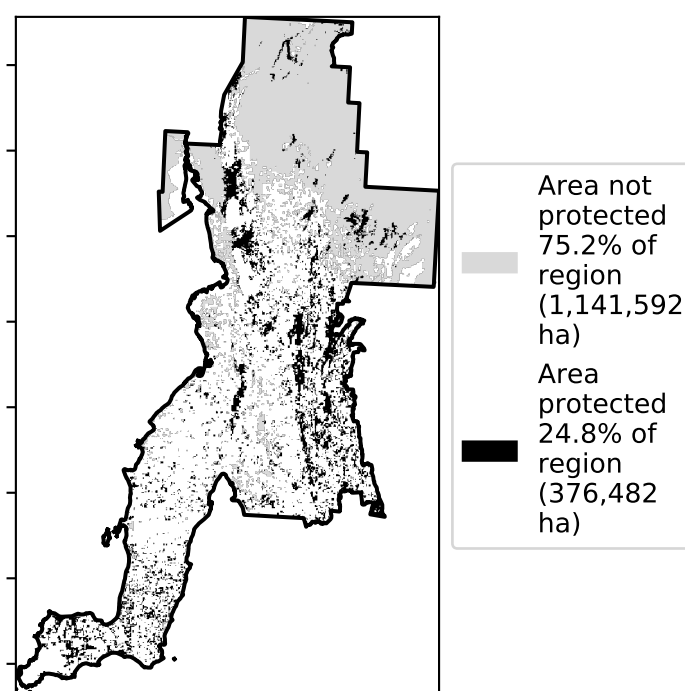 Area not
protected
75.2% of
region
(1,141,592
ha)
Area
protected
24.8% of
region
(376,482
ha)